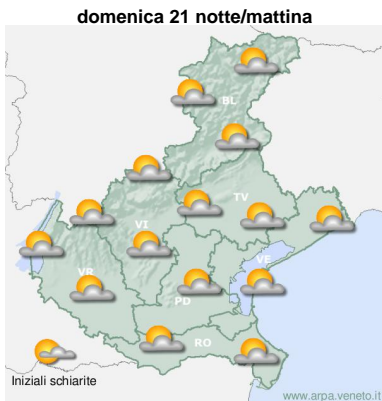 domenica 21 notte/mattina
BL
TV
VI
VE
VR
PD
RO
Iniziali schiarite
www.arpa.veneto.it